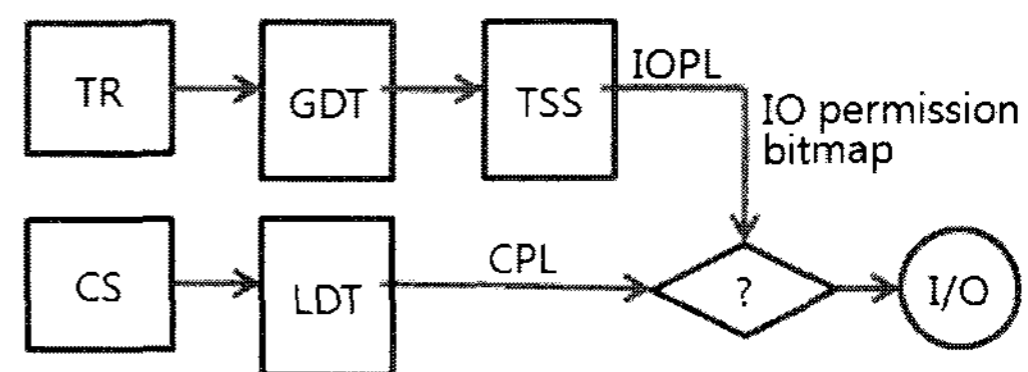 TR
GDT
TSS
IOPL
IO permission
bitmap
CS
LDT
CPL
?
I/O